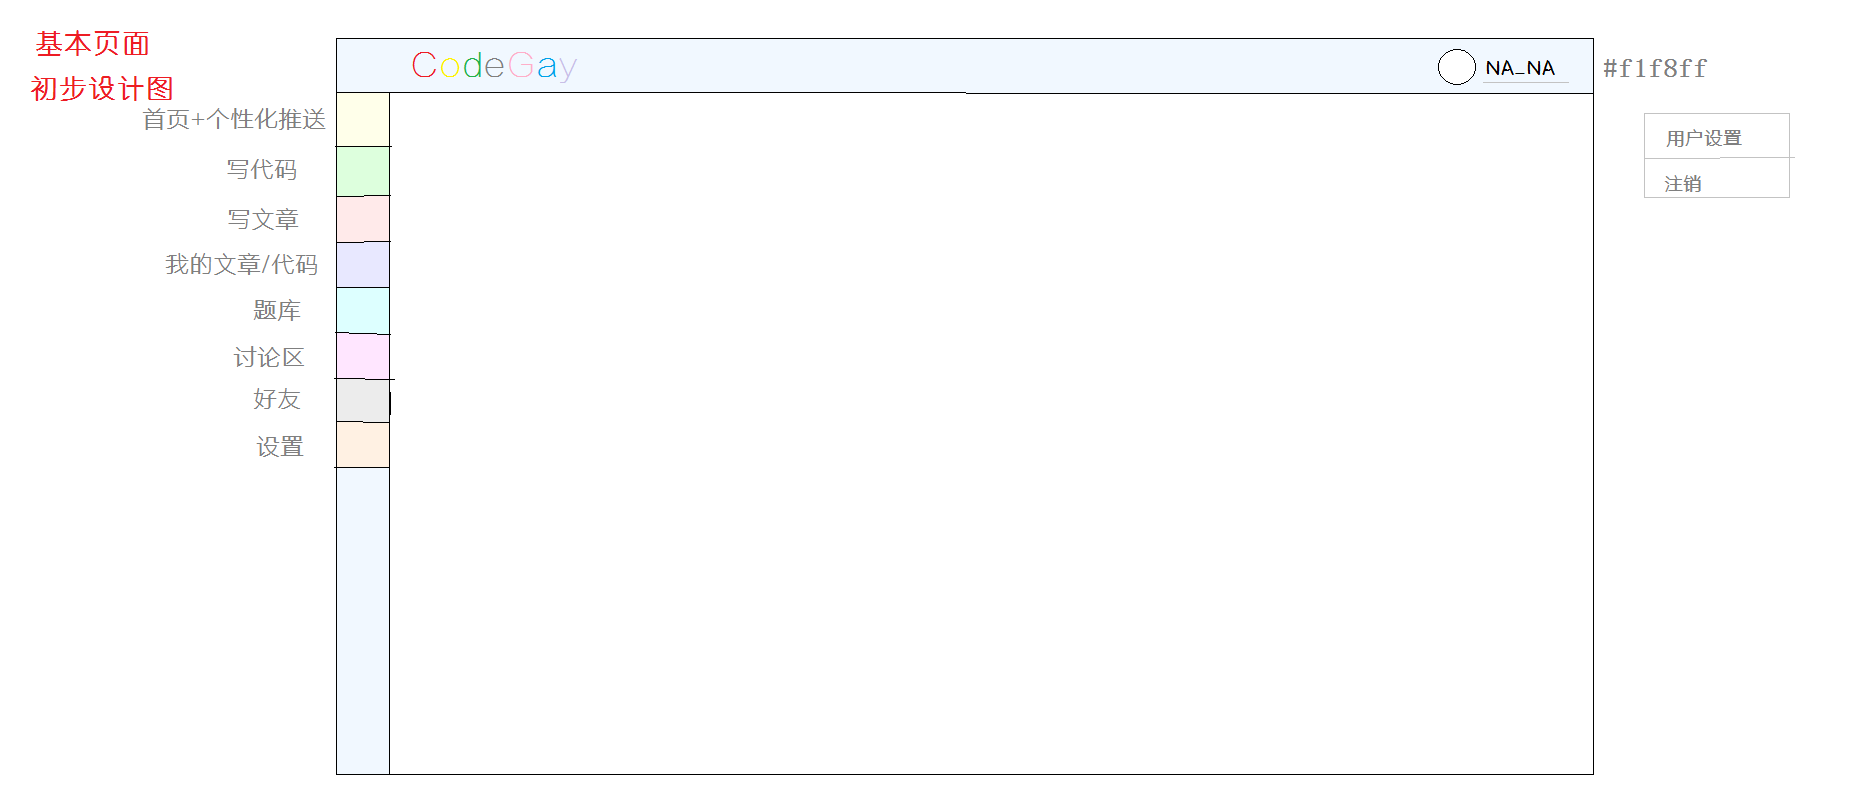 基本页面
初步设计图
CodeGay
NA_NA
#f1f8ff
首页+个性化推送
写代码
写文章
我的文章/代码
题库
讨论区
好友
设置
用户设置
注销